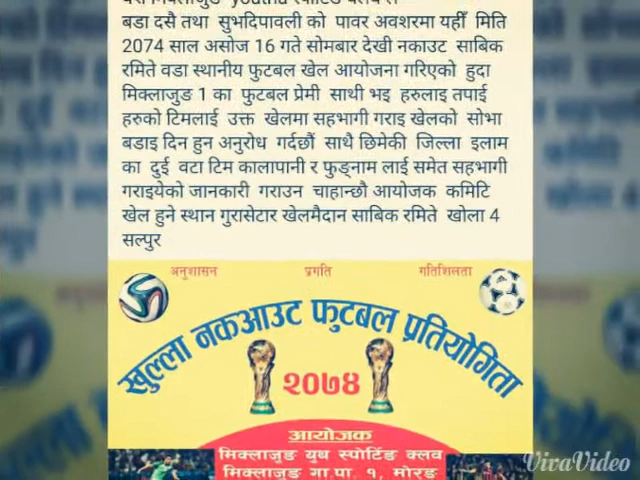 बडा दसै तथा सुभदिपावली को पावर अवशरमा यहीँ मिति
2074 साल असोज 16 गते सोमबार देखी नकाउट साबिक
रमिते वडा स्थानीय फुटबल खेल आयोजना गरिएको हुदा
मिक्लाजुङ 1 का फुटबल प्रेमी साथी भइ हरुलाइ तपाई
हरुको टिमलाई उक्त खेलमा सहभागी गराइ खेलको सोभा
बडाइ दिन हुन अनुरोध गर्दछौं साथै छिमेकी जिल्ला इलाम
का दुई वटा टिम कालापानी र फुङ्नाम लाई समेत सहभागी
गराइयेको जानकारी गराउन चाहान्छौ आयोजक कमिटि
खेल हुने स्थान गुरासेटार खेलमैदान साबिक रमिते खोला 4
सल्पुर
अनुशासन प्रगति गतिशिलता
खुल्ला नकआउट फुटबल प्रतियोगिता
२०७४
आयोजक
मिक्लाजुङ युथ स्पोर्टिङ क्लव
मिक्लाजुङ गा.पा. १, मोरङ
VivaVideo